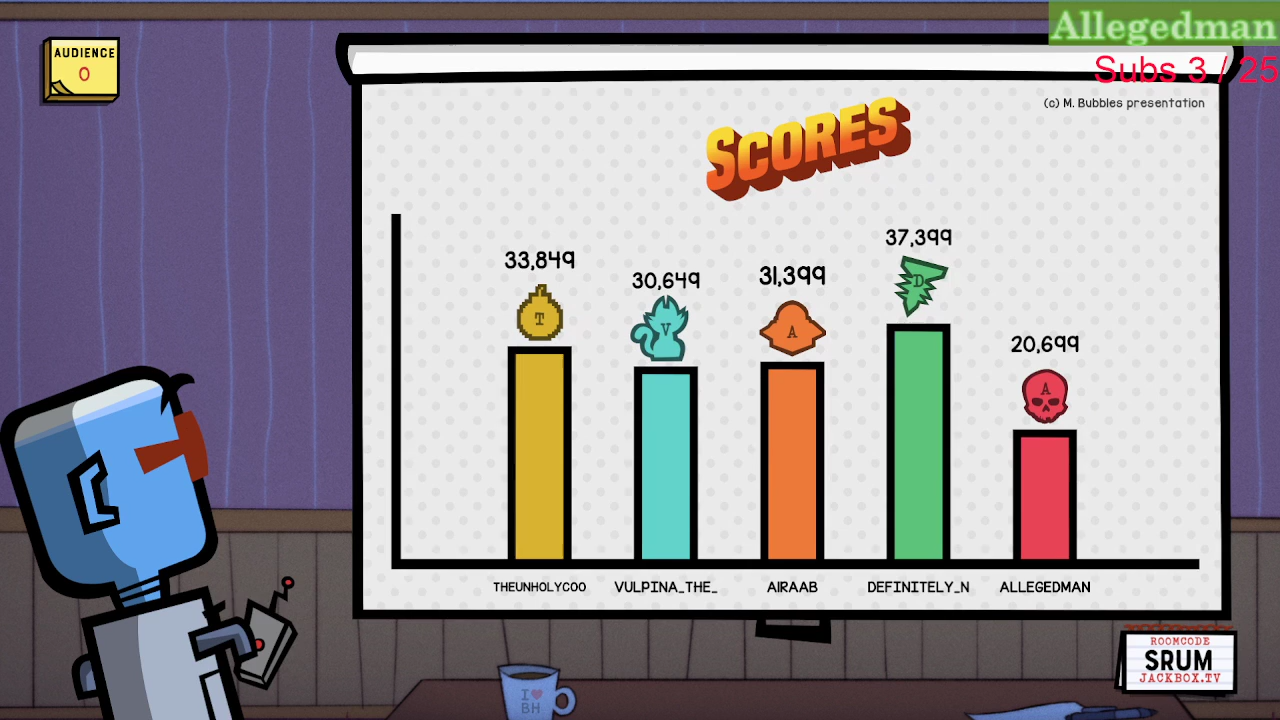 AUDIENCE
0
Allegedman
Subs 3 / 25
(c) M. Bubbles presentation
SCORES
33,849
30,649
31,399
37,399
20,699
T
V
A
D
A
THEUNHOLYCOO
VULPINA_THE_
AIRAAB
DEFINITELY_N
ALLEGEDMAN
I ❤
BH
ROOMCODE
SRUM
JACKBOX.TV